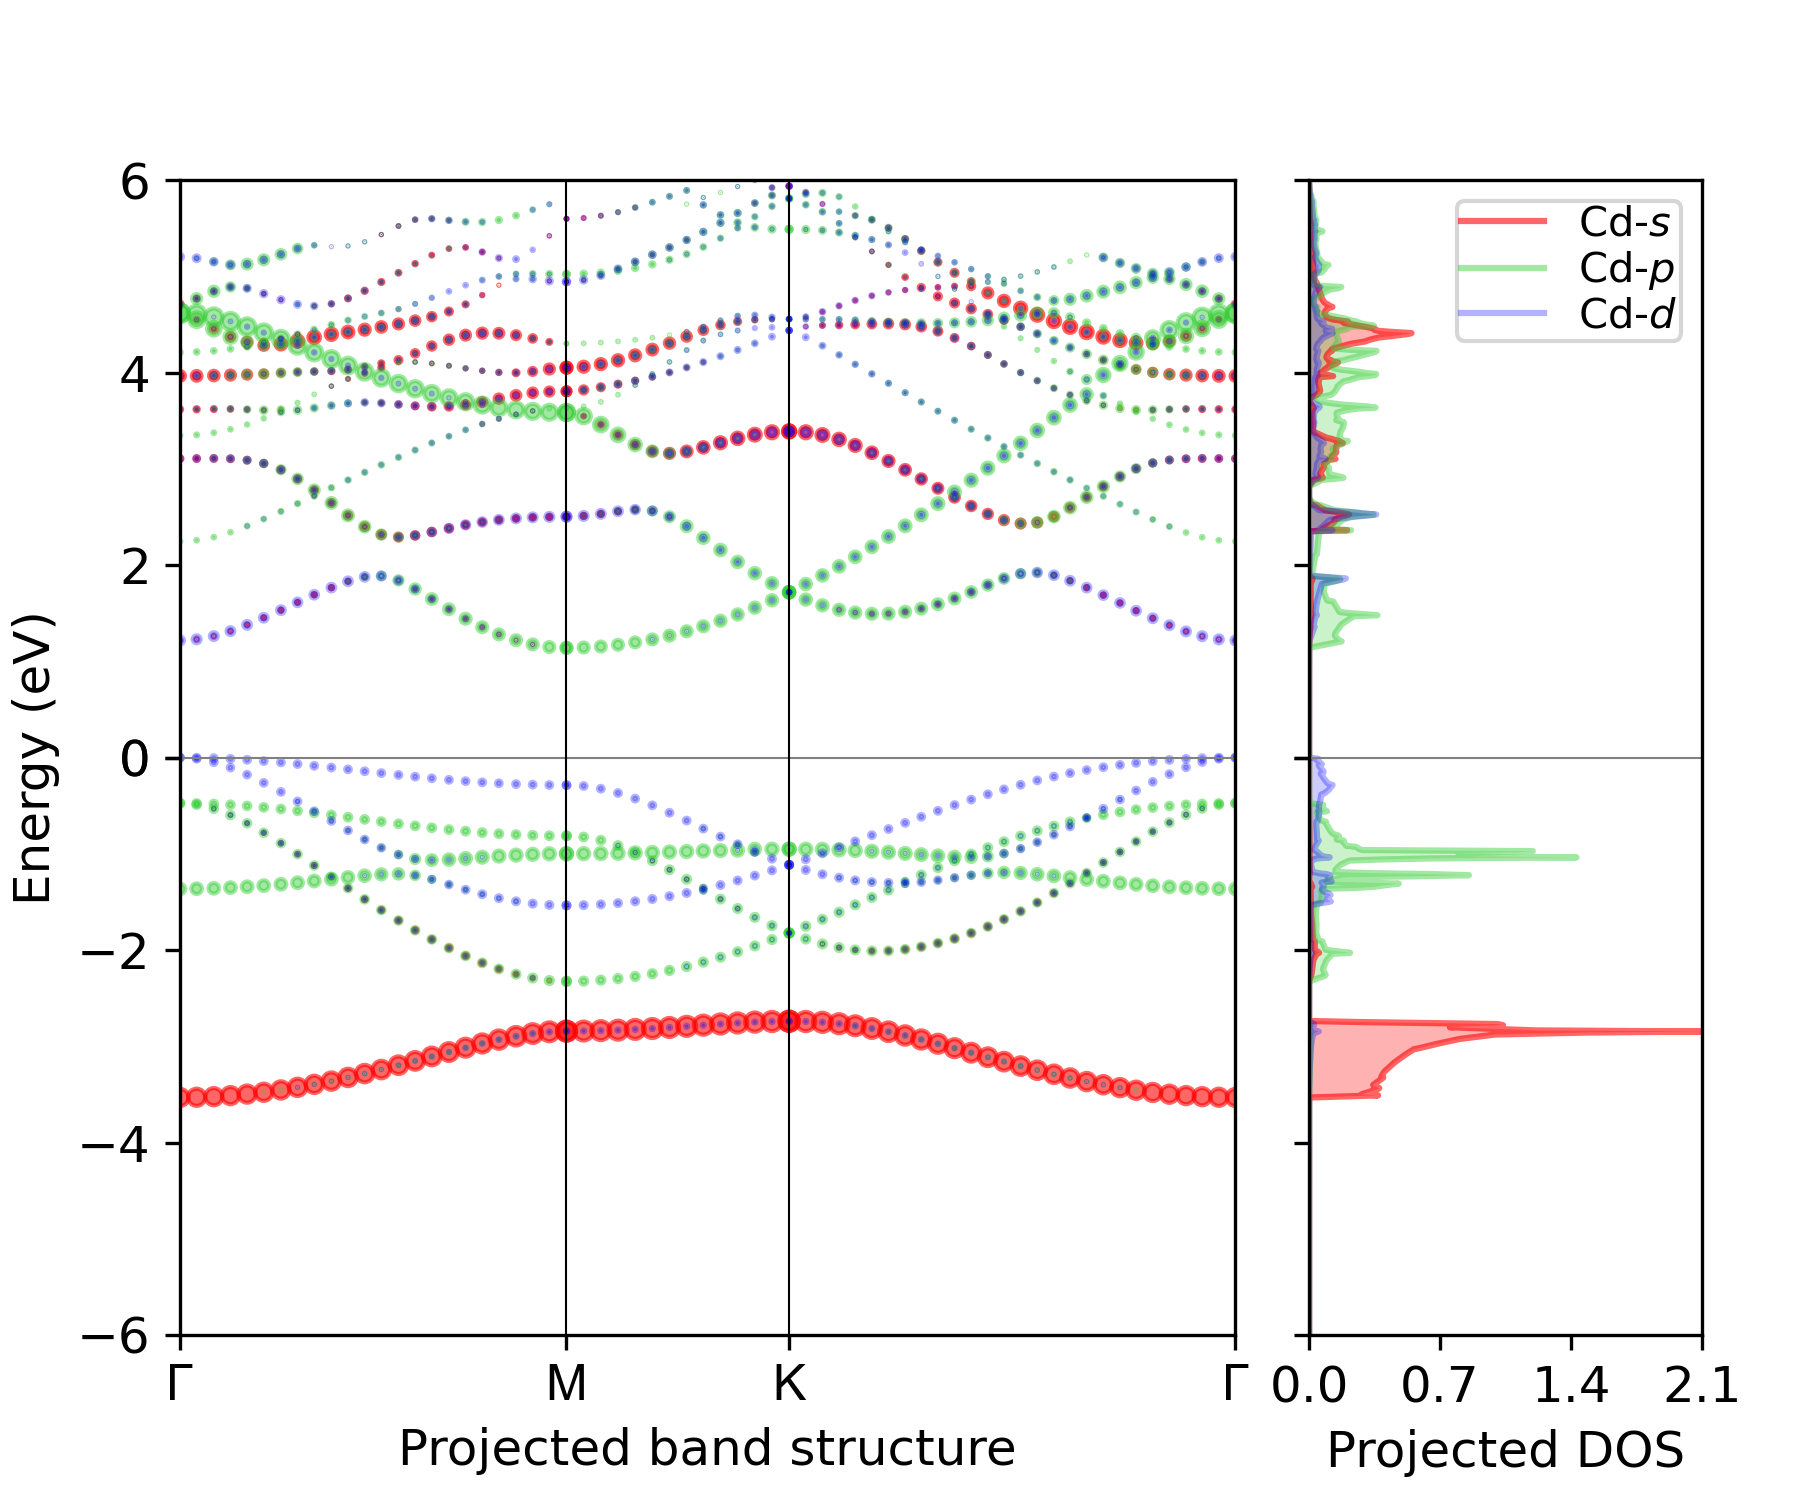 6
4
2
0
−2
−4
−6
Energy (eV)
Γ M K Γ
Projected band structure
Cd-s
Cd-p
Cd-d
0.0 0.7 1.4 2.1
Projected DOS